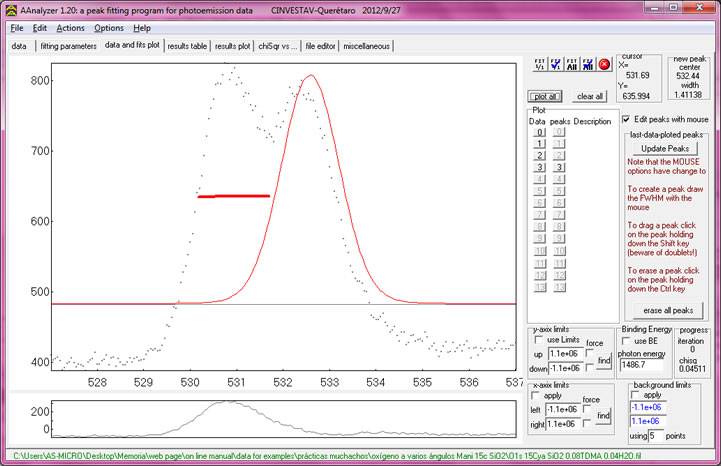 AAnalyzer 1.20: a peak fitting program for photoemission data CINVESTAV-Querétaro 2012/9/27
File Edit Actions Options Help
data fitting parameters data and fits plot results table results plot chiSqr vs ... file editor miscellaneous
FIT 1/1 FIT √1 FIT All FIT All
cursor
X=
531.69
Y=
635.994
new peak
center
532.44
width
1.41138
plot all clear all
Plot
Data peaks Description
0 0
1 1
2 2
3 3
4 4
5 5
6 6
7 7
8 8
9 9
10 10
11 11
12 12
13 13
Edit peaks with mouse
last-data-ploted peaks
Update Peaks
Note that the MOUSE
options have change to
To create a peak draw
the FWHM with the
mouse
To drag a peak click
on the peak holding
down the Shift key
(beware of doublets!)
To erase a peak click
on the peak holding
down the Ctrl key
erase all peaks
800
700
600
500
400
528 529 530 531 532 533 534 535 536 537
200
0
y-axis limits
use Limits force
up 1.1e+06
down -1.1e+06
find
Binding Energy
use BE
photon energy
1486.7
progress
iteration
0
chisq
0.04511
x-axis limits
apply force
left -1.1e+06
right 1.1e+06
find
background limits
apply
-1.1e+06
1.1e+06
using 5 points
C:\Users\AS-MICRO\Desktop\Memoria\web page\on line manual\data for examples\prácticas muchachos\oxígeno a varios ángulos Mani 15c SiO2\O1s 15Cya SiO2 0.08TDMA 0.04H2O.fil